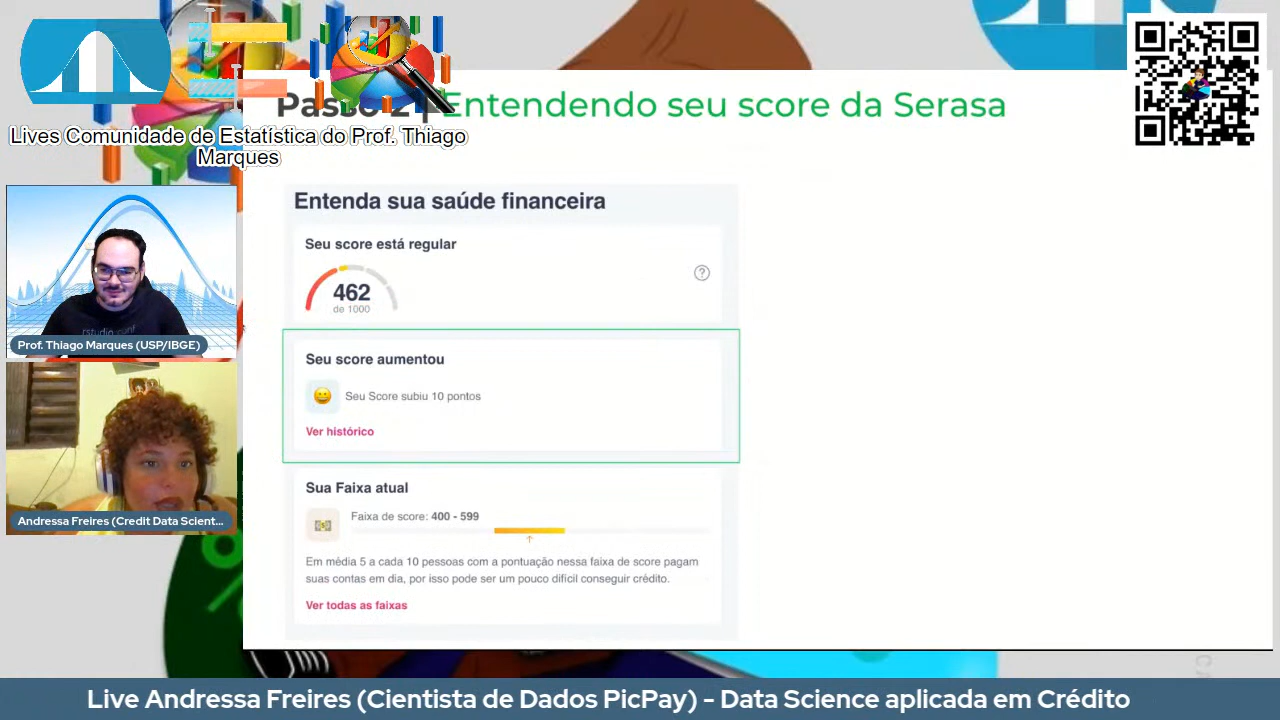 Lives Comunidade de Estatística do Prof. Thiago
Marques
Passo 2 | Entendendo seu score da Serasa
Entenda sua saúde financeira
Seu score está regular
462
de 1000
?
Seu score aumentou
Seu Score subiu 10 pontos
Ver histórico
Sua Faixa atual
Faixa de score: 400 - 599
Em média 5 a cada 10 pessoas com a pontuação nessa faixa de score pagam
suas contas em dia, por isso pode ser um pouco difícil conseguir crédito.
Ver todas as faixas
Prof. Thiago Marques (USP/IBGE)
Andressa Freires (Credit Data Scient...
%
Live Andressa Freires (Cientista de Dados PicPay) - Data Science aplicada em Crédito